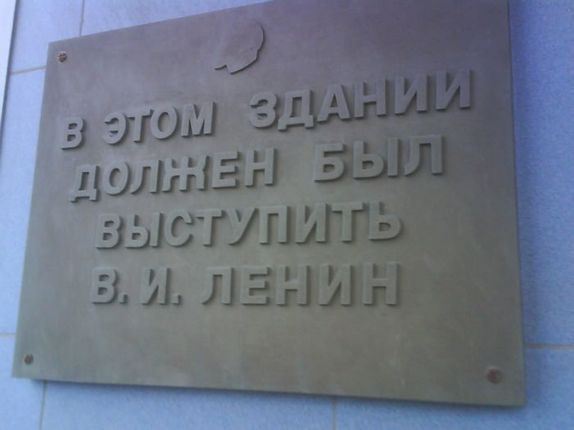 В ЭТОМ ЗДАНИИ
ДОЛЖЕН БЫЛ
ВЫСТУПИТЬ
В. И. ЛЕНИН